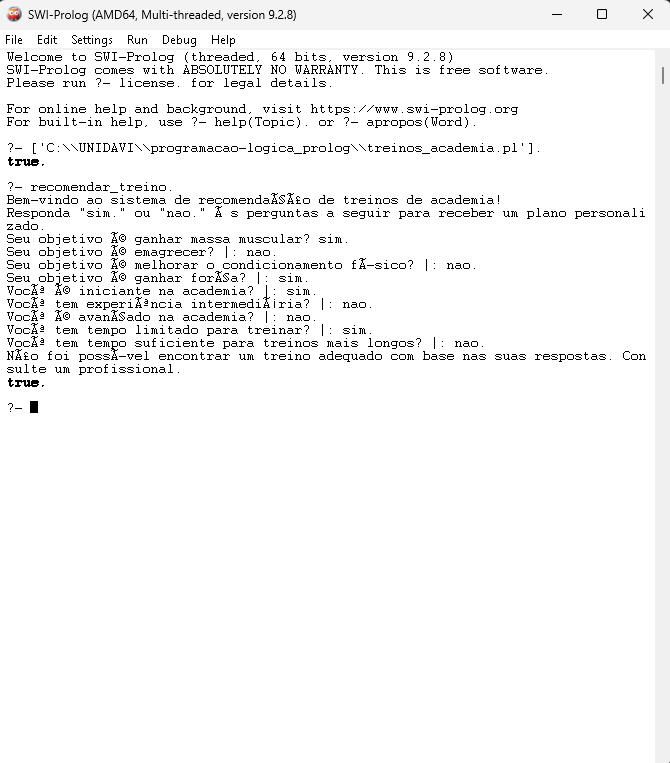 SWI-Prolog (AMD64, Multi-threaded, version 9.2.8)
File Edit Settings Run Debug Help
Welcome to SWI-Prolog (threaded, 64 bits, version 9.2.8)
SWI-Prolog comes with ABSOLUTELY NO WARRANTY. This is free software.
Please run ?- license. for legal details.
For online help and background, visit https://www.swi-prolog.org
For built-in help, use ?- help(Topic). or ?- apropos(Word).
?- ['C:\\UNIDAVI\\programacao-logica_prolog\\treinos_academia.pl'].
true.
?- recomendar_treino.
Bem-vindo ao sistema de recomendaÃ§Ã£o de treinos de academia!
Responda "sim." ou "nao." Ã s perguntas a seguir para receber um plano personali
zado.
Seu objetivo Ã© ganhar massa muscular? sim.
Seu objetivo Ã© emagrecer? |: nao.
Seu objetivo Ã© melhorar o condicionamento fÃ-sico? |: nao.
Seu objetivo Ã© ganhar forÃ§a? |: sim.
VocÃª Ã© iniciante na academia? |: sim.
VocÃª tem experiÃªncia intermediÃ¡ria? |: nao.
VocÃª Ã© avanÃ§ado na academia? |: nao.
VocÃª tem tempo limitado para treinar? |: sim.
VocÃª tem tempo suficiente para treinos mais longos? |: nao.
NÃ£o foi possÃ-vel encontrar um treino adequado com base nas suas respostas. Con
sulte um profissional.
true.
?-